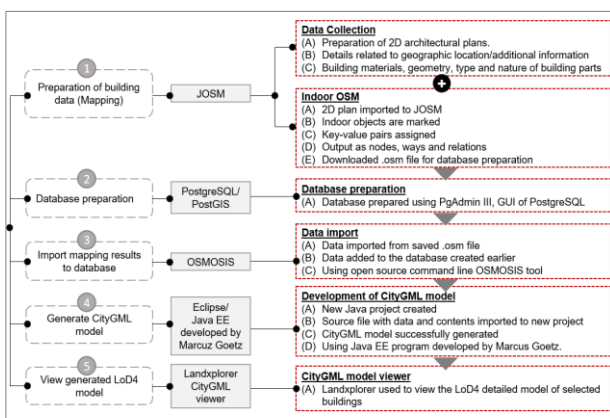 1
Preparation of building
data (Mapping)
JOSM
Data Collection
(A) Preparation of 2D architectural plans.
(B) Details related to geographic location/additional information
(C) Building materials, geometry, type and nature of building parts
+
Indoor OSM
(A) 2D plan imported to JOSM
(B) Indoor objects are marked
(C) Key-value pairs assigned
(D) Output as nodes, ways and relations
(E) Downloaded .osm file for database preparation
2
Database preparation
PostgreSQL/
PostGIS
Database preparation
(A) Database prepared using PgAdmin III, GUI of PostgreSQL
3
Import mapping results
to database
OSMOSIS
Data import
(A) Data imported from saved .osm file
(B) Data added to the database created earlier
(C) Using open source command line OSMOSIS tool
4
Generate CityGML
model
Eclipse/
Java EE
developed by
Marcuz Goetz
Development of CityGML model
(A) New Java project created
(B) Source file with data and contents imported to new project
(C) CityGML model successfully generated
(D) Using Java EE program developed by Marcus Goetz.
5
View generated LoD4
model
Landxplorer
CityGML
viewer
CityGML model viewer
(A) Landxplorer used to view the LoD4 detailed model of selected
buildings